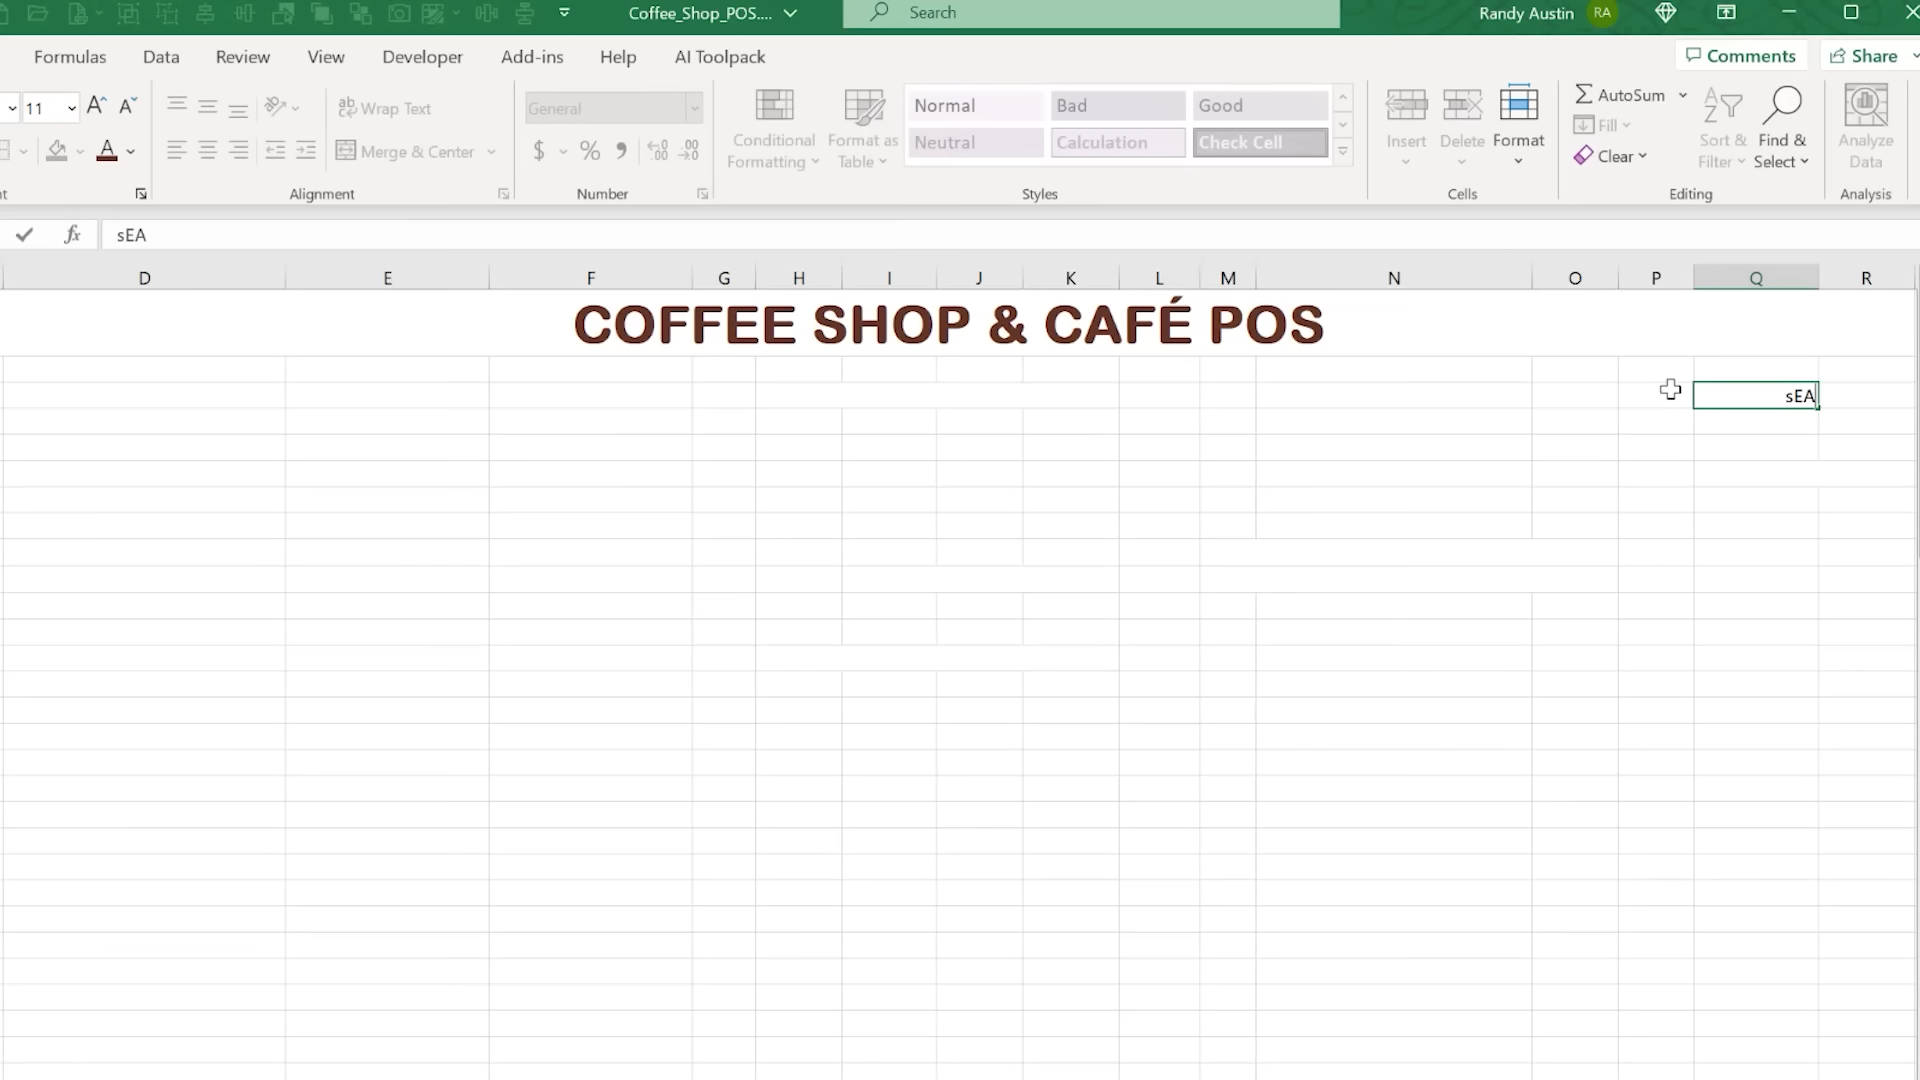 Coffee_Shop_POS....
Search
Randy Austin RA
Formulas Data Review View Developer Add-ins Help AI Toolpack
Comments Share
11
Wrap Text
Merge & Center
Alignment
General
$ % 9
Number
Conditional Formatting
Format as Table
Normal Bad Good
Neutral Calculation Check Cell
Styles
Insert Delete Format
Cells
AutoSum
Fill
Clear
Sort & Filter
Find & Select
Editing
Analyze Data
Analysis
fx sEA
D E F G H I J K L M N O P Q R
COFFEE SHOP & CAFÉ POS
sEA